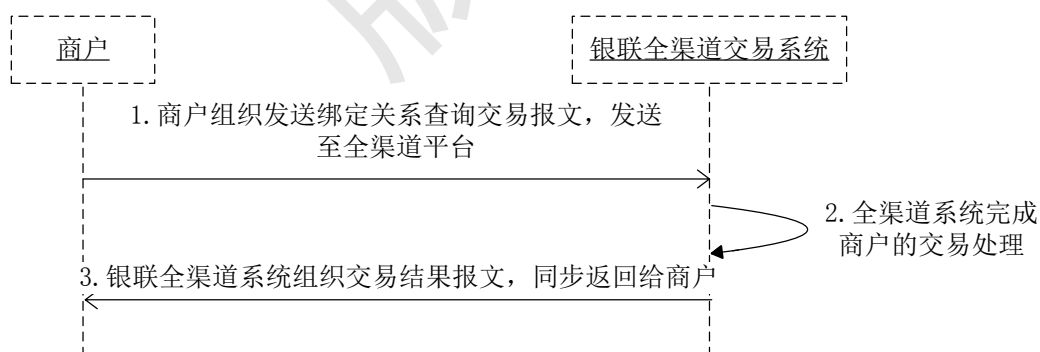 商户
银联全渠道交易系统
1.商户组织发送绑定关系查询交易报文，发送
至全渠道平台
2.全渠道系统完成
商户的交易处理
3.银联全渠道系统组织交易结果报文，同步返回给商户